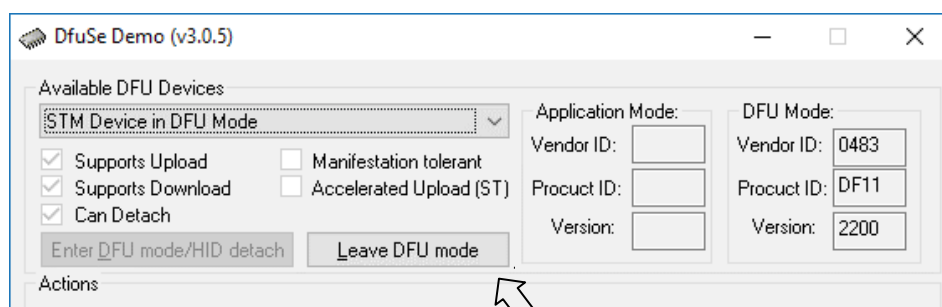 DfuSe Demo (v3.0.5)
Available DFU Devices
STM Device in DFU Mode
Supports Upload
Manifestation tolerant
Supports Download
Accelerated Upload (ST)
Can Detach
Enter DFU mode/HID detach
Leave DFU mode
Application Mode:
Vendor ID:
Procuct ID:
Version:
DFU Mode:
Vendor ID: 0483
Procuct ID: DF11
Version: 2200
Actions